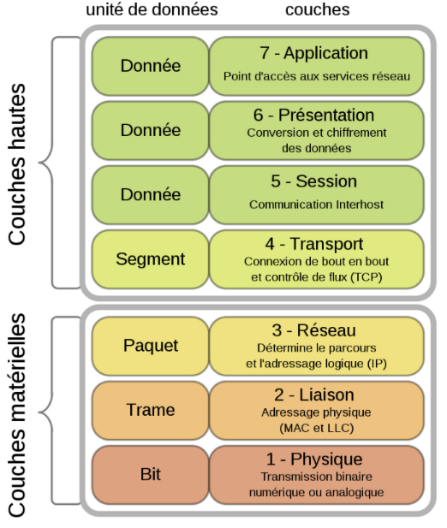 unité de données
couches
Couches hautes
Donnée
7 - Application
Point d'accès aux services réseau
Donnée
6 - Présentation
Conversion et chiffrement
des données
Donnée
5 - Session
Communication Interhost
Segment
4 - Transport
Connexion de bout en bout
et contrôle de flux (TCP)
Couches matérielles
Paquet
3 - Réseau
Détermine le parcours
et l'adressage logique (IP)
Trame
2 - Liaison
Adressage physique
(MAC et LLC)
Bit
1 - Physique
Transmission binaire
numérique ou analogique